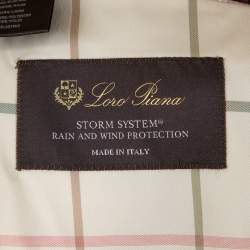 Loro Piana
STORM SYSTEM®
RAIN AND WIND PROTECTION
MADE IN ITALY